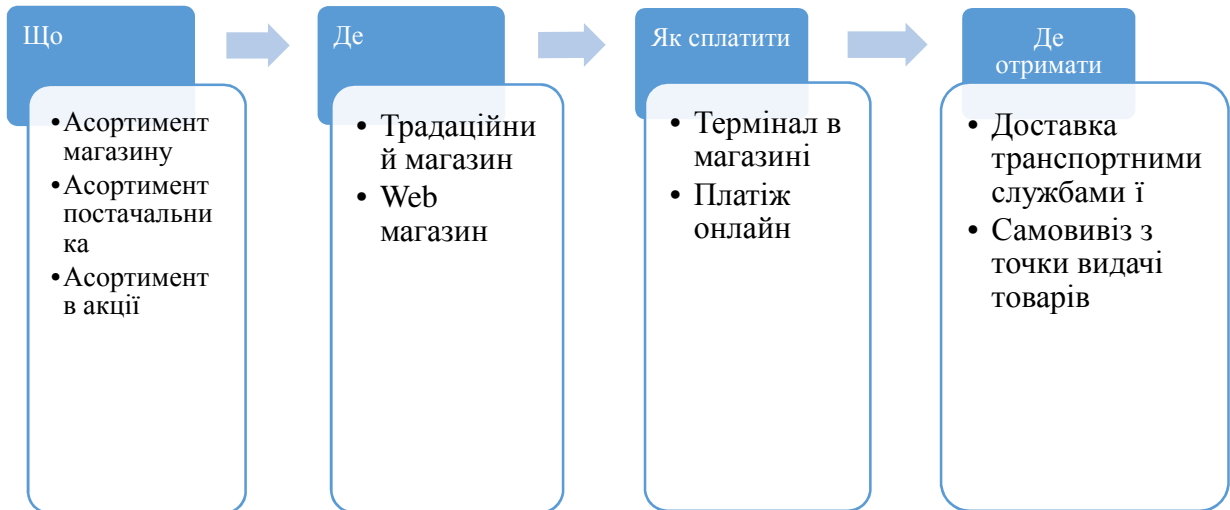 Що
•Асортимент
магазину
•Асортимент
постачальни
ка
•Асортимент
в акції
Де
• Традаційни
й магазин
• Web
магазин
Як сплатити
• Термінал в
магазині
• Платіж
онлайн
Де
отримати
• Доставка
транспортними
службами ї
• Самовивіз з
точки видачі
товарів